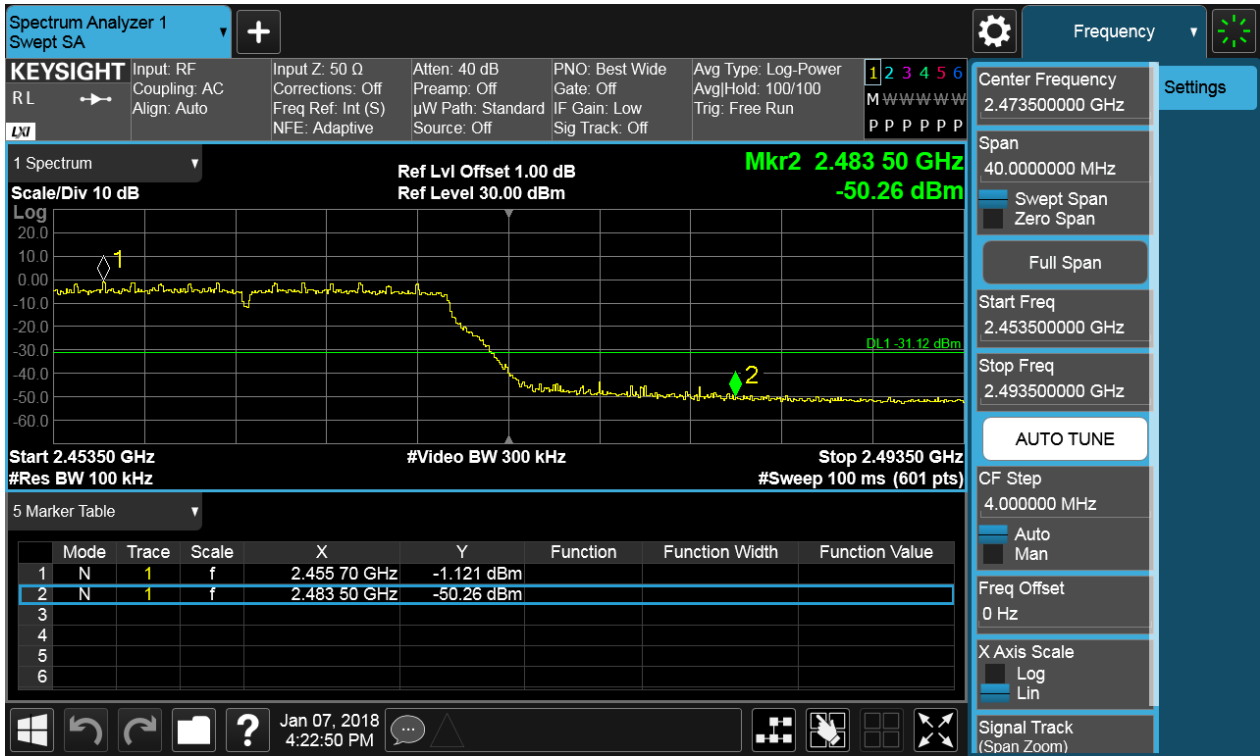 Spectrum Analyzer 1
Swept SA
Frequency
KEYSIGHT
RL
LXI
Input: RF
Coupling: AC
Align: Auto
Input Z: 50 Ω
Corrections: Off
Freq Ref: Int (S)
NFE: Adaptive
Atten: 40 dB
Preamp: Off
µW Path: Standard
Source: Off
PNO: Best Wide
Gate: Off
IF Gain: Low
Sig Track: Off
Avg Type: Log-Power
Avg|Hold: 100/100
Trig: Free Run
1 2 3 4 5 6
M W W W W W
P P P P P P
1 Spectrum
Scale/Div 10 dB
Ref Lvl Offset 1.00 dB
Ref Level 30.00 dBm
Mkr2 2.483 50 GHz
-50.26 dBm
Log
20.0
10.0
0.00
-10.0
-20.0
-30.0
-40.0
-50.0
-60.0
1
DL1 -31.12 dBm
2
Start 2.45350 GHz
#Video BW 300 kHz
Stop 2.49350 GHz
#Res BW 100 kHz
#Sweep 100 ms (601 pts)
5 Marker Table
Mode Trace Scale X Y Function Function Width Function Value
1 N 1 f 2.455 70 GHz -1.121 dBm
2 N 1 f 2.483 50 GHz -50.26 dBm
3
4
5
6
Jan 07, 2018
4:22:50 PM
Center Frequency
2.473500000 GHz
Settings
Span
40.0000000 MHz
Swept Span
Zero Span
Full Span
Start Freq
2.453500000 GHz
Stop Freq
2.493500000 GHz
AUTO TUNE
CF Step
4.000000 MHz
Auto
Man
Freq Offset
0 Hz
X Axis Scale
Log
Lin
Signal Track
(Span Zoom)